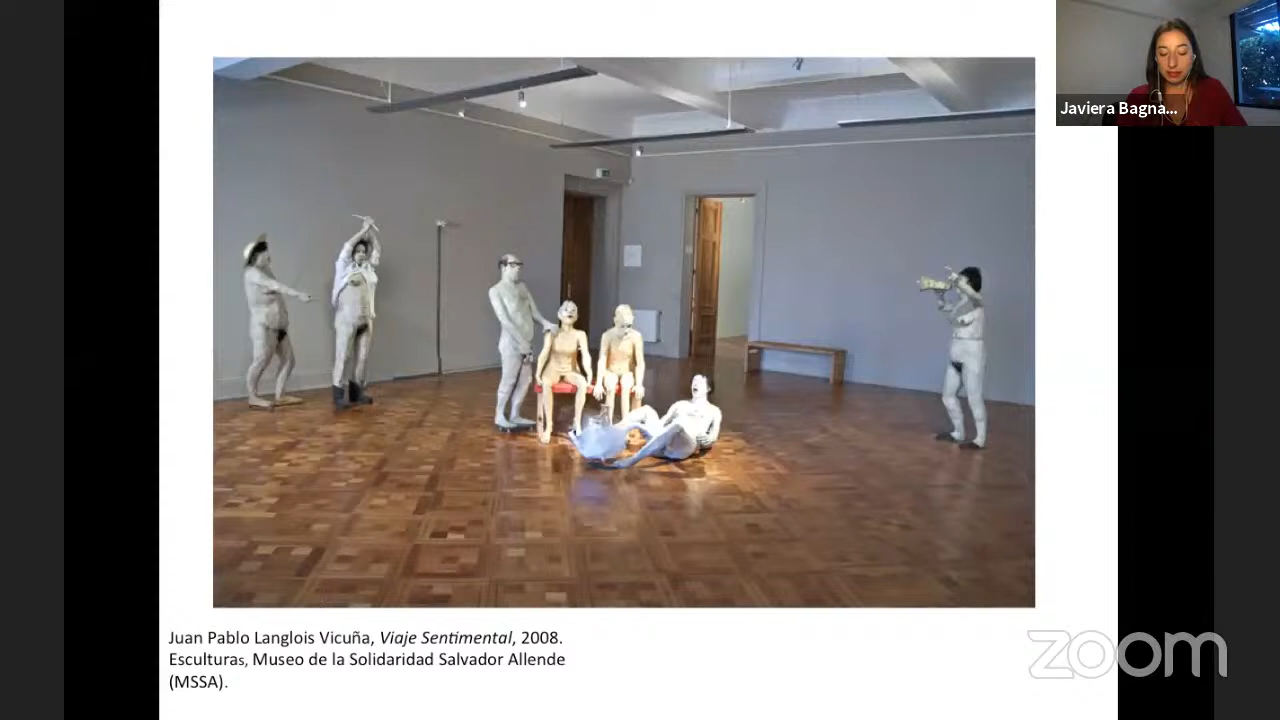 Javiera Bagna...
Juan Pablo Langlois Vicuña, Viaje Sentimental, 2008.
Esculturas, Museo de la Solidaridad Salvador Allende
(MSSA).
zoom